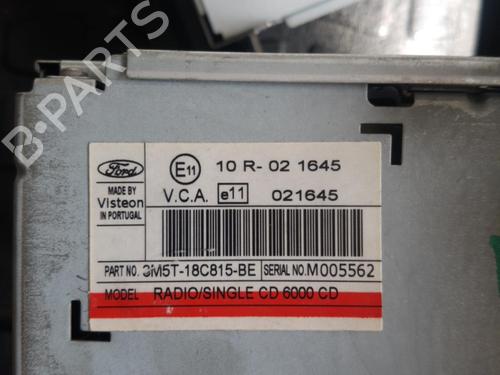 Ford
E11 10 R- 02 1645
MADE BY
Visteon
IN PORTUGAL
V.C.A. e11 021645
PART NO. 3M5T-18C815-BE SERIAL NO. M005562
MODEL RADIO/SINGLE CD 6000 CD
B-PARTS